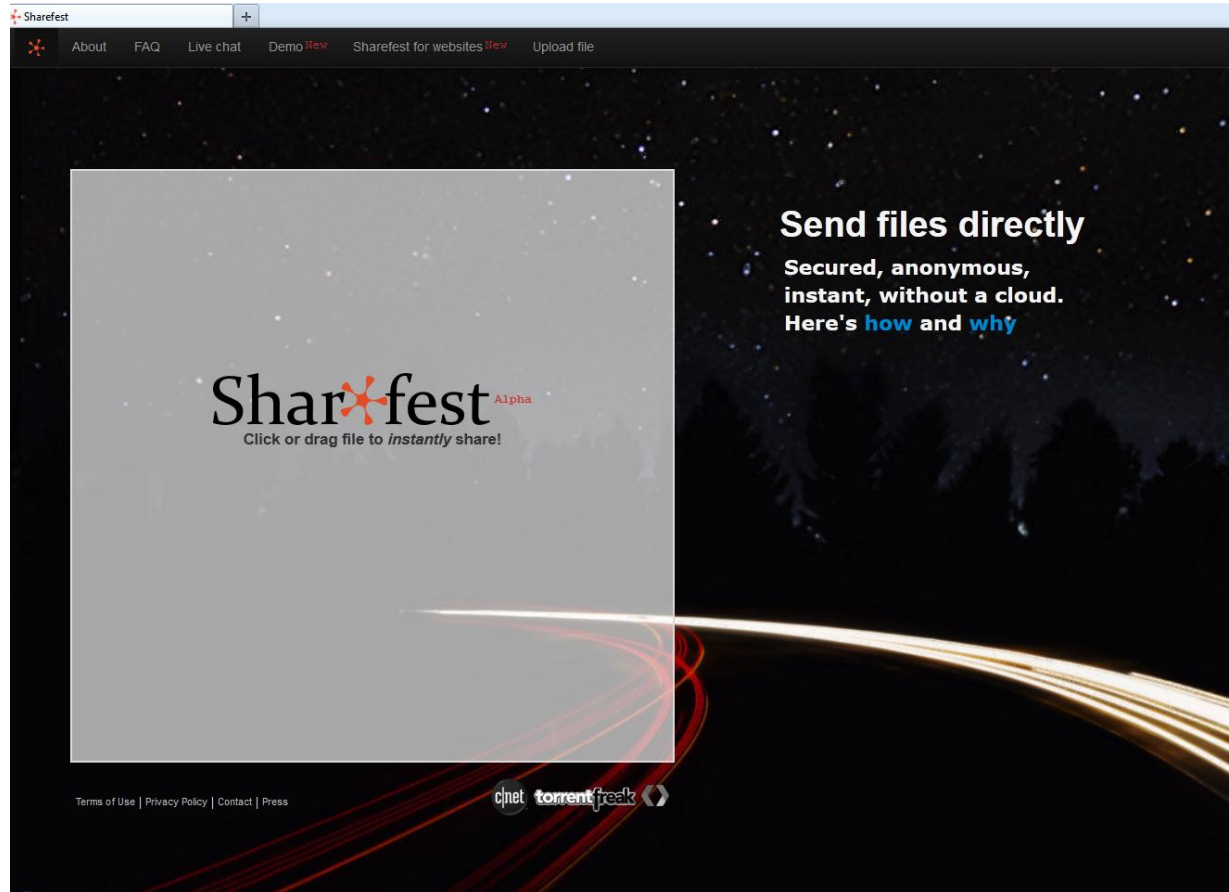 Sharefest
+
About FAQ Live chat Demo New Sharefest for websites New Upload file
Send files directly
Secured, anonymous,
instant, without a cloud.
Here's how and why
Sharefest Alpha
Click or drag file to instantly share!
Terms of Use | Privacy Policy | Contact | Press
c|net torrentfreak